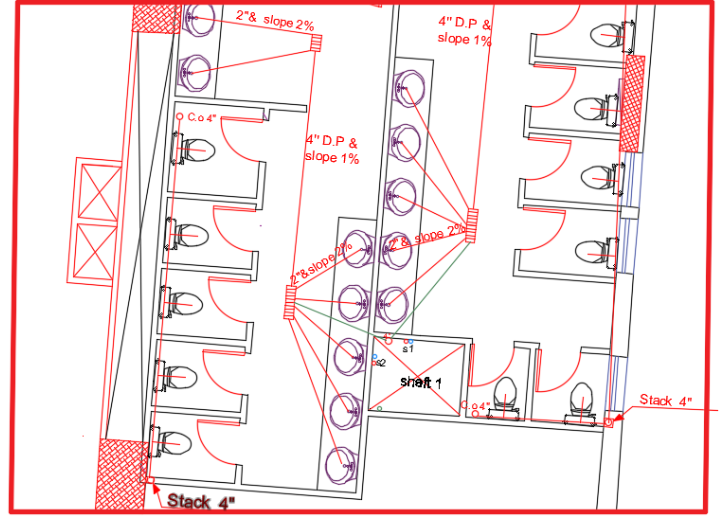 2"& slope 2%
4" D.P &
slope 1%
C.o 4"
4" D.P &
slope 1%
2"& slope 2%
2"& slope 2%
4"
s1
s2
shaft 1
C.o 4"
Stack 4"
Stack 4"